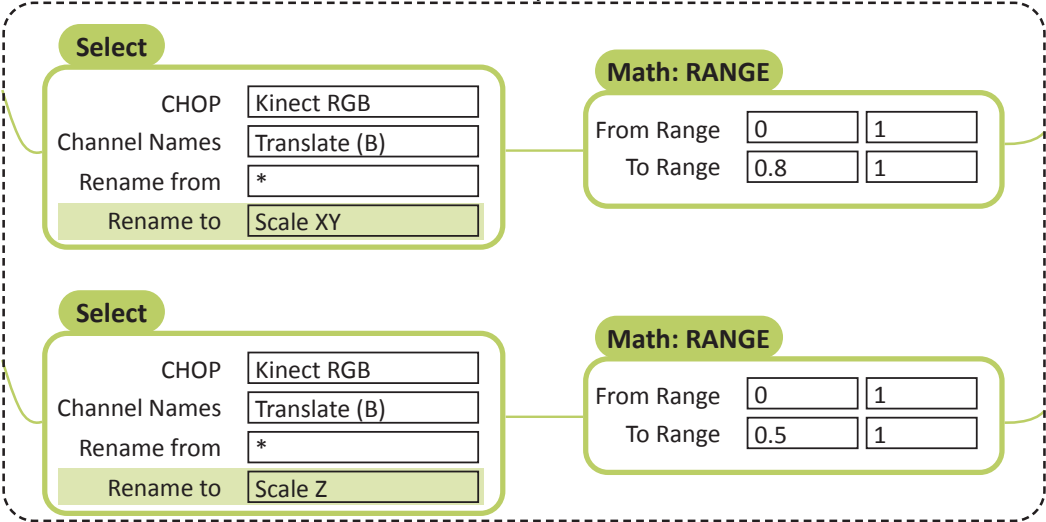 Select
CHOP Kinect RGB
Channel Names Translate (B)
Rename from *
Rename to Scale XY
Math: RANGE
From Range 0 1
To Range 0.8 1
Select
CHOP Kinect RGB
Channel Names Translate (B)
Rename from *
Rename to Scale Z
Math: RANGE
From Range 0 1
To Range 0.5 1